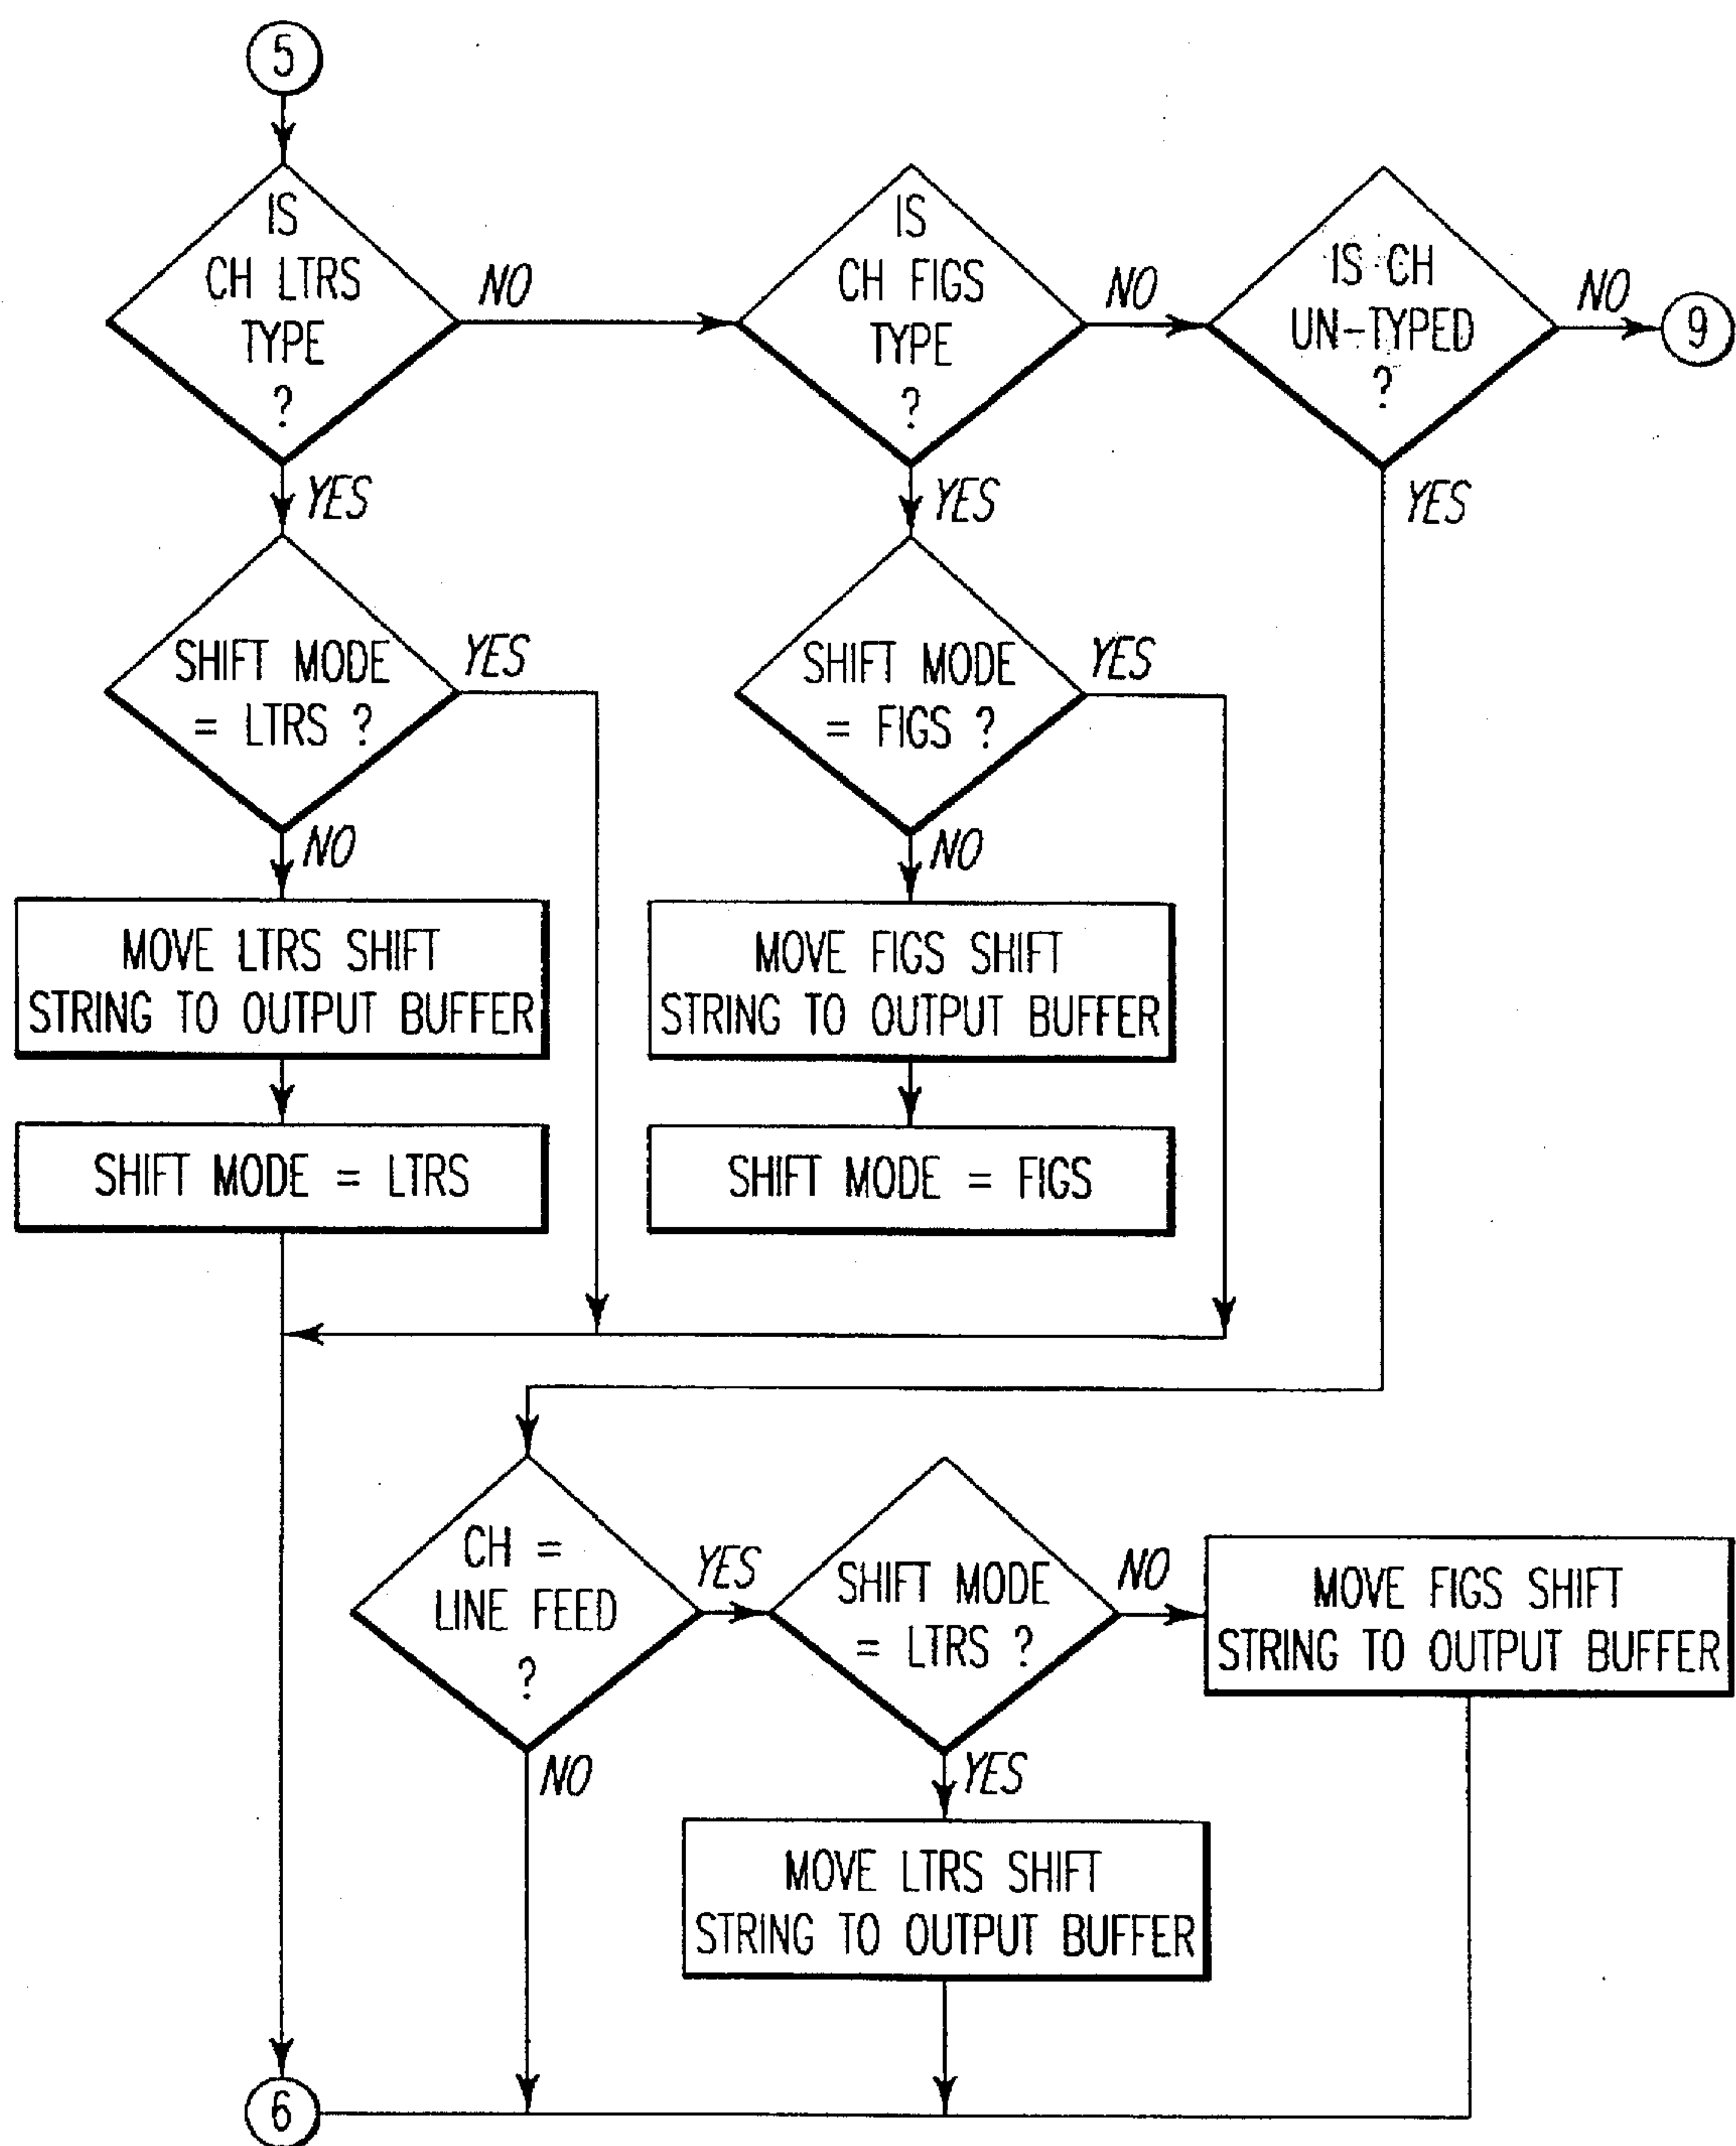 5
IS
CH LTRS
TYPE
?
NO
IS
CH FIGS
TYPE
?
NO
IS CH
UN-TYPED
?
NO
9
YES
YES
YES
SHIFT MODE
= LTRS ?
YES
SHIFT MODE
= FIGS ?
YES
NO
NO
MOVE LTRS SHIFT
STRING TO OUTPUT BUFFER
MOVE FIGS SHIFT
STRING TO OUTPUT BUFFER
SHIFT MODE = LTRS
SHIFT MODE = FIGS
CH =
LINE FEED
?
YES
SHIFT MODE
= LTRS ?
NO
MOVE FIGS SHIFT
STRING TO OUTPUT BUFFER
NO
YES
MOVE LTRS SHIFT
STRING TO OUTPUT BUFFER
6